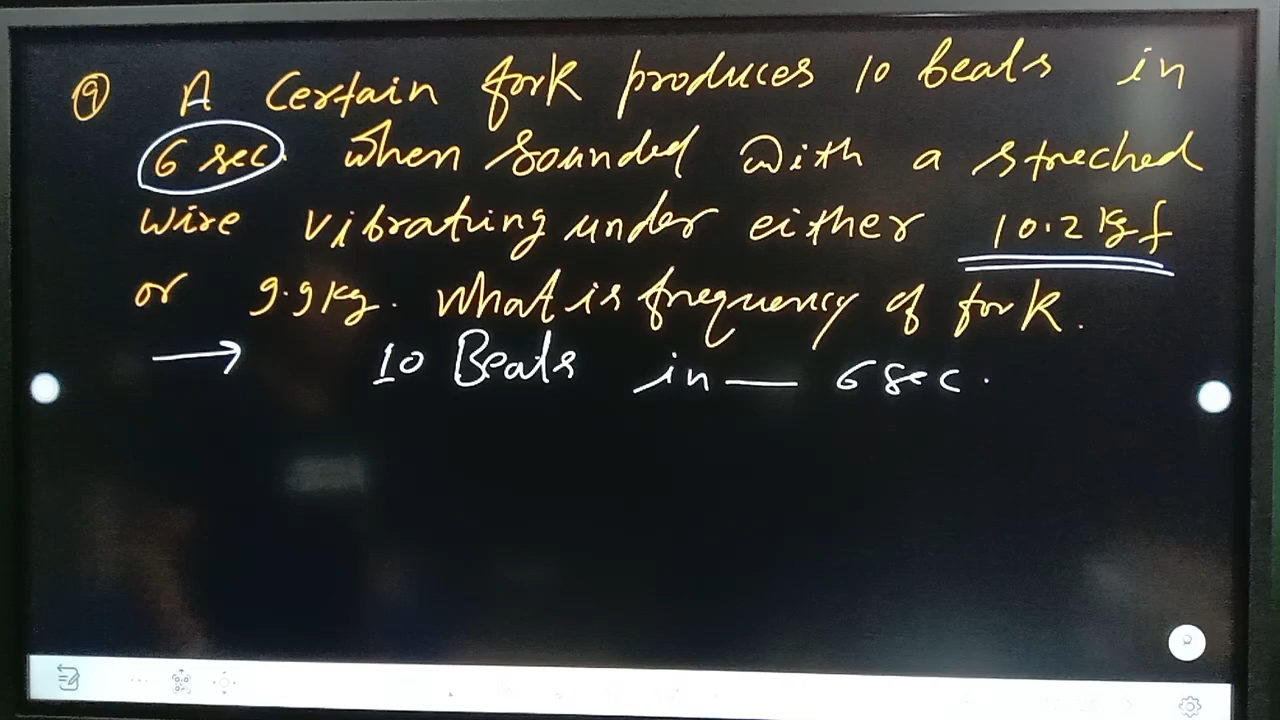 Q A Certain fork produces 10 beats in
6 sec. when sounded with a streched
wire vibrating under either 10.2 kgf
or 9.9 kg. what is frequency of fork.
→ 10 Beats in — 6 sec.